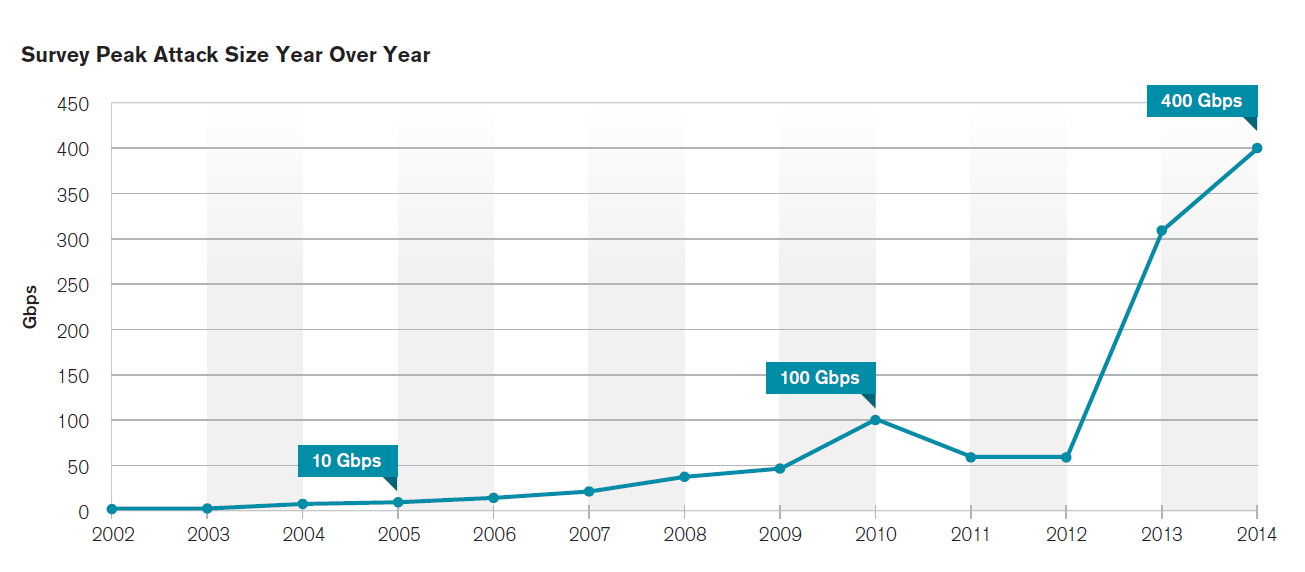 Survey Peak Attack Size Year Over Year
450
400 Gbps
400
350
300
250
Gbps
200
150
100 Gbps
100
50
10 Gbps
0
2002 2003 2004 2005 2006 2007 2008 2009 2010 2011 2012 2013 2014